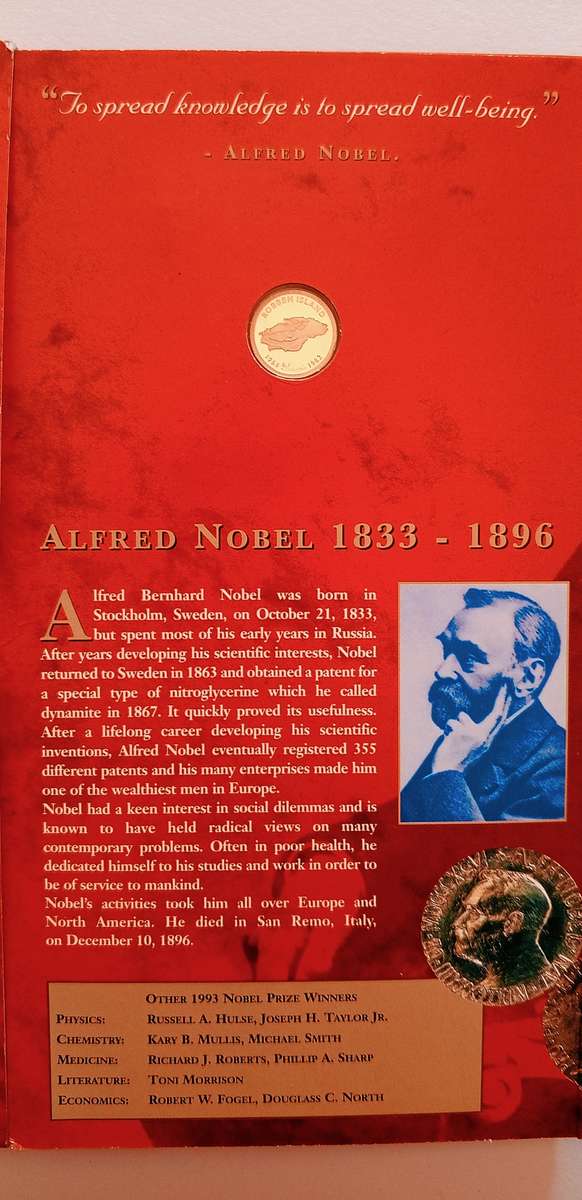 “To spread knowledge is to spread well-being.”
- ALFRED NOBEL.
ROBBEN ISLAND
ALFRED NOBEL 1833 - 1896
Alfred Bernhard Nobel was born in
Stockholm, Sweden, on October 21, 1833,
but spent most of his early years in Russia.
After years developing his scientific interests, Nobel
returned to Sweden in 1863 and obtained a patent for
a special type of nitroglycerine which he called
dynamite in 1867. It quickly proved its usefulness.
After a lifelong career developing his scientific
inventions, Alfred Nobel eventually registered 355
different patents and his many enterprises made him
one of the wealthiest men in Europe.
Nobel had a keen interest in social dilemmas and is
known to have held radical views on many
contemporary problems. Often in poor health, he
dedicated himself to his studies and work in order to
be of service to mankind.
Nobel's activities took him all over Europe and
North America. He died in San Remo, Italy,
on December 10, 1896.
OTHER 1993 NOBEL PRIZE WINNERS
PHYSICS: RUSSELL A. HULSE, JOSEPH H. TAYLOR JR.
CHEMISTRY: KARY B. MULLIS, MICHAEL SMITH
MEDICINE: RICHARD J. ROBERTS, PHILLIP A. SHARP
LITERATURE: TONI MORRISON
ECONOMICS: ROBERT W. FOGEL, DOUGLASS C. NORTH